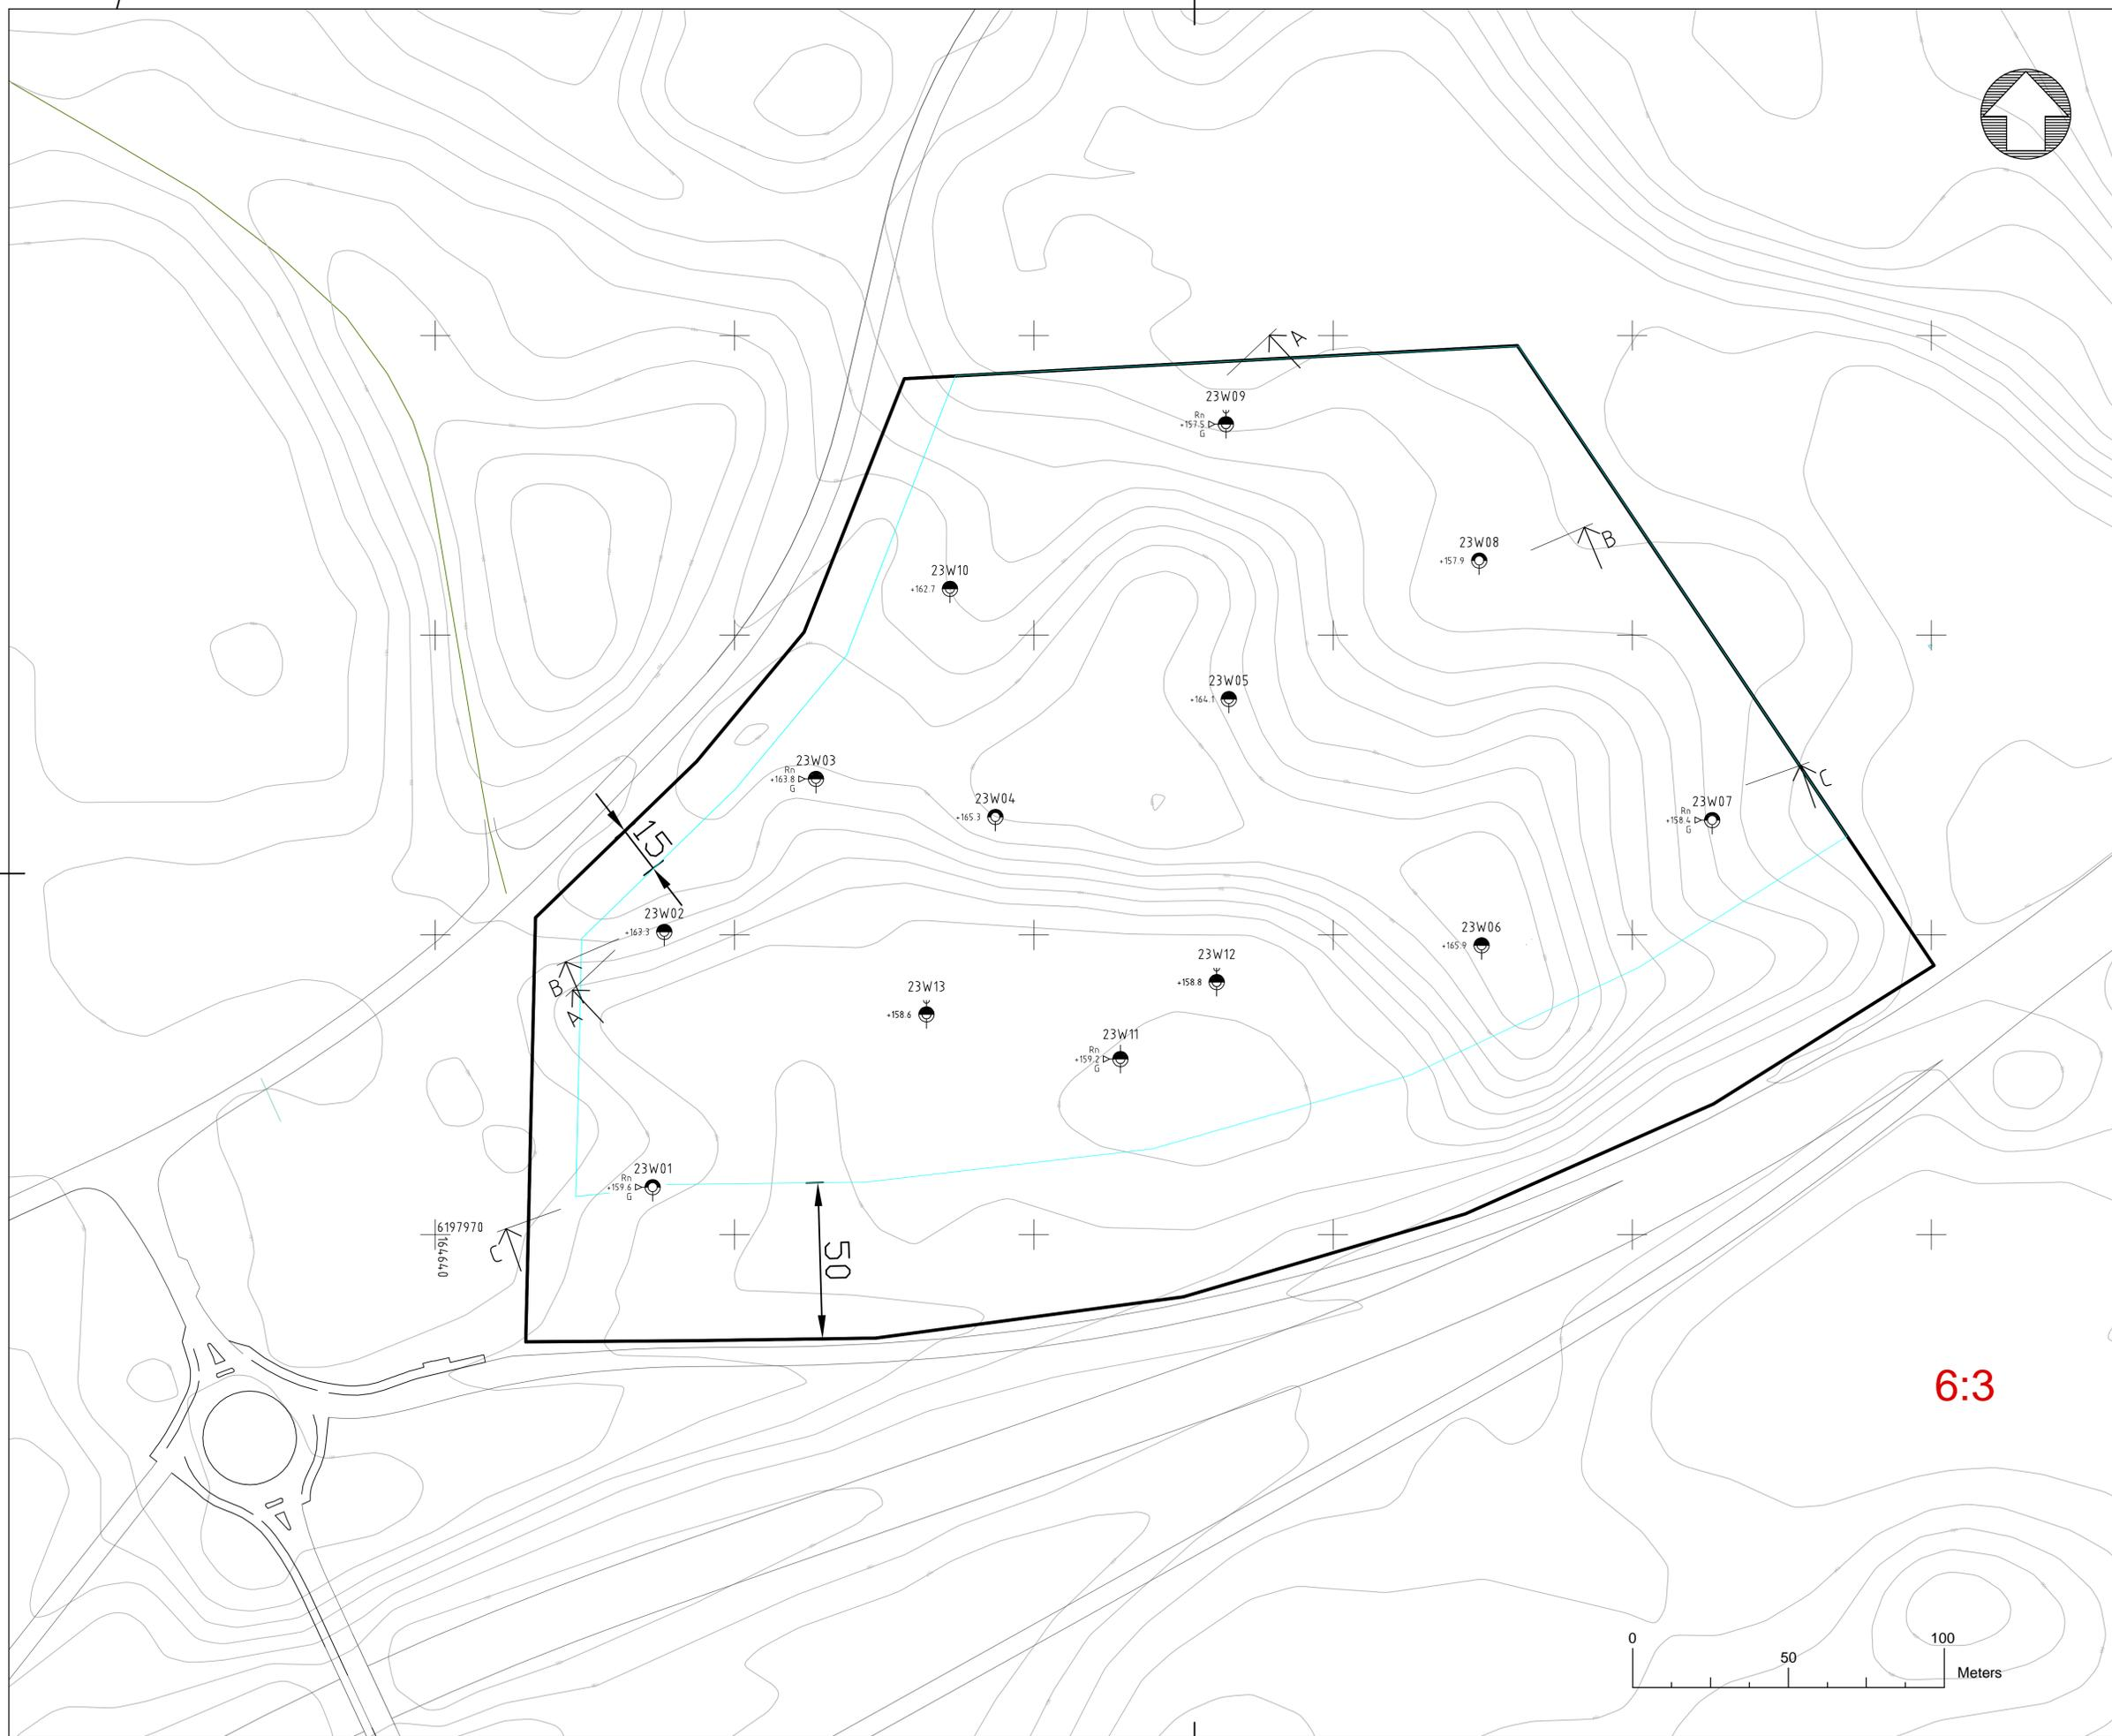 A
23W09
Rn
+157.5
G
B
23W08
+157.9
23W10
+162.7
23W05
+164.1
23W03
Rn
+163.8
G
C
23W04
+165.3
23W07
Rn
+158.4
G
15
23W02
+163.3
23W06
+165.9
23W12
+158.8
B
A
23W13
+158.6
23W11
Rn
+159.2
G
23W01
Rn
+159.6
G
6197970
164640
C
50
6:3
0
50
100
Meters